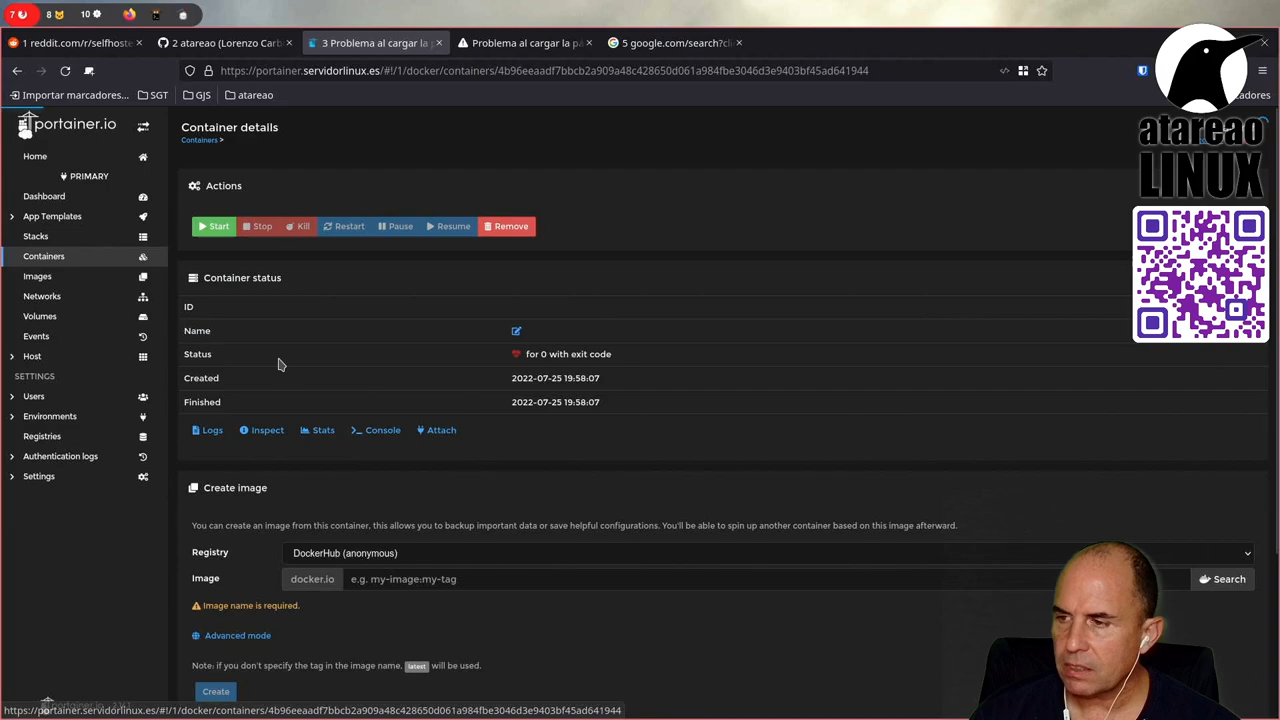 7
8
10
1 reddit.com/r/selfhoste
2 atareao (Lorenzo Carb
3 Problema al cargar la p
Problema al cargar la pá
5 google.com/search?cli
https://portainer.servidorlinux.es/#!/1/docker/containers/4b96eeaadf7bbcb2a909a48c428650d061a984fbe3046d3e9403bf45ad641944
Importar marcadores...
SGT
GJS
atareao
cadores
atareao
LINUX
portainer.io
Home
PRIMARY
Dashboard
App Templates
Stacks
Containers
Images
Networks
Volumes
Events
Host
SETTINGS
Users
Environments
Registries
Authentication logs
Settings
Container details
Containers >
Actions
Start
Stop
Kill
Restart
Pause
Resume
Remove
Container status
ID
Name
Status for 0 with exit code
Created 2022-07-25 19:58:07
Finished 2022-07-25 19:58:07
Logs
Inspect
Stats
Console
Attach
Create image
You can create an image from this container, this allows you to backup important data or save helpful configurations. You'll be able to spin up another container based on this image afterward.
Registry DockerHub (anonymous)
Image docker.io e.g. my-image:my-tag Search
Image name is required.
Advanced mode
Note: if you don't specify the tag in the image name, latest will be used.
Create
https://portainer.servidorlinux.es/#!/1/docker/containers/4b96eeaadf7bbcb2a909a48c428650d061a984fbe3046d3e9403bf45ad641944